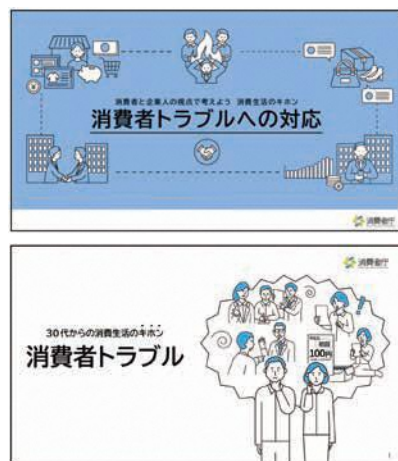 消費者と企業人の視点で考えよう 消費生活のキホン
消費者トラブルへの対応
消費者庁
消費者庁
30代からの消費生活のキホン
消費者トラブル
初回
100円
1